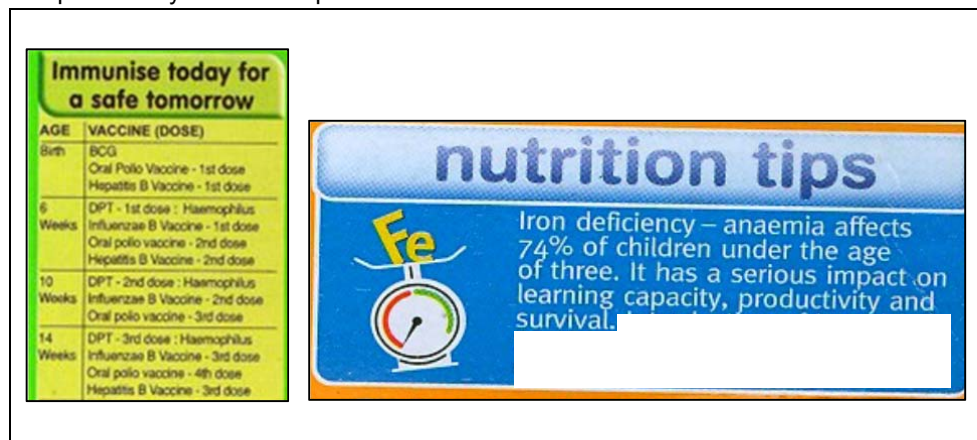 Immunise today for
a safe tomorrow
AGE VACCINE (DOSE)
Birth BCG
Oral Polio Vaccine - 1st dose
Hepatitis B Vaccine - 1st dose
6 DPT - 1st dose : Haemophilus
Weeks Influenzae B Vaccine - 1st dose
Oral polio vaccine - 2nd dose
Hepatitis B Vaccine - 2nd dose
10 DPT - 2nd dose : Haemophilus
Weeks Influenzae B Vaccine - 2nd dose
Oral polio vaccine - 3rd dose
14 DPT - 3rd dose : Haemophilus
Weeks Influenzae B Vaccine - 3rd dose
Oral polio vaccine - 4th dose
Hepatitis B Vaccine - 3rd dose
nutrition tips
Fe
Iron deficiency – anaemia affects
74% of children under the age
of three. It has a serious impact on
learning capacity, productivity and
survival.